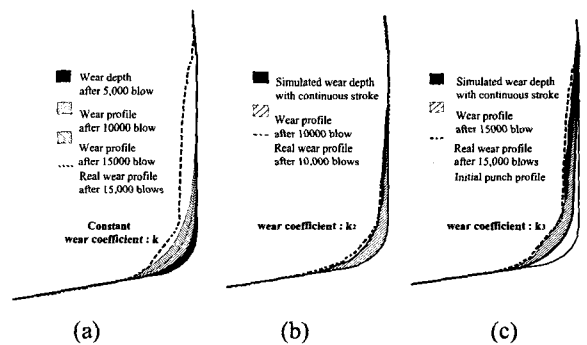 Wear depth
after 5,000 blow
Wear profile
after 10000 blow
Wear profile
after 15000 blow
Real wear profile
after 15,000 blows
Constant
wear coefficient : k
(a)
Simulated wear depth
with continuous stroke
Wear profile
after 10000 blow
Real wear profile
after 10,000 blows
wear coefficient : k2
(b)
Simulated wear depth
with continuous stroke
Wear profile
after 15000 blow
Real wear profile
after 15,000 blows
Initial punch profile
wear coefficient : k3
(c)